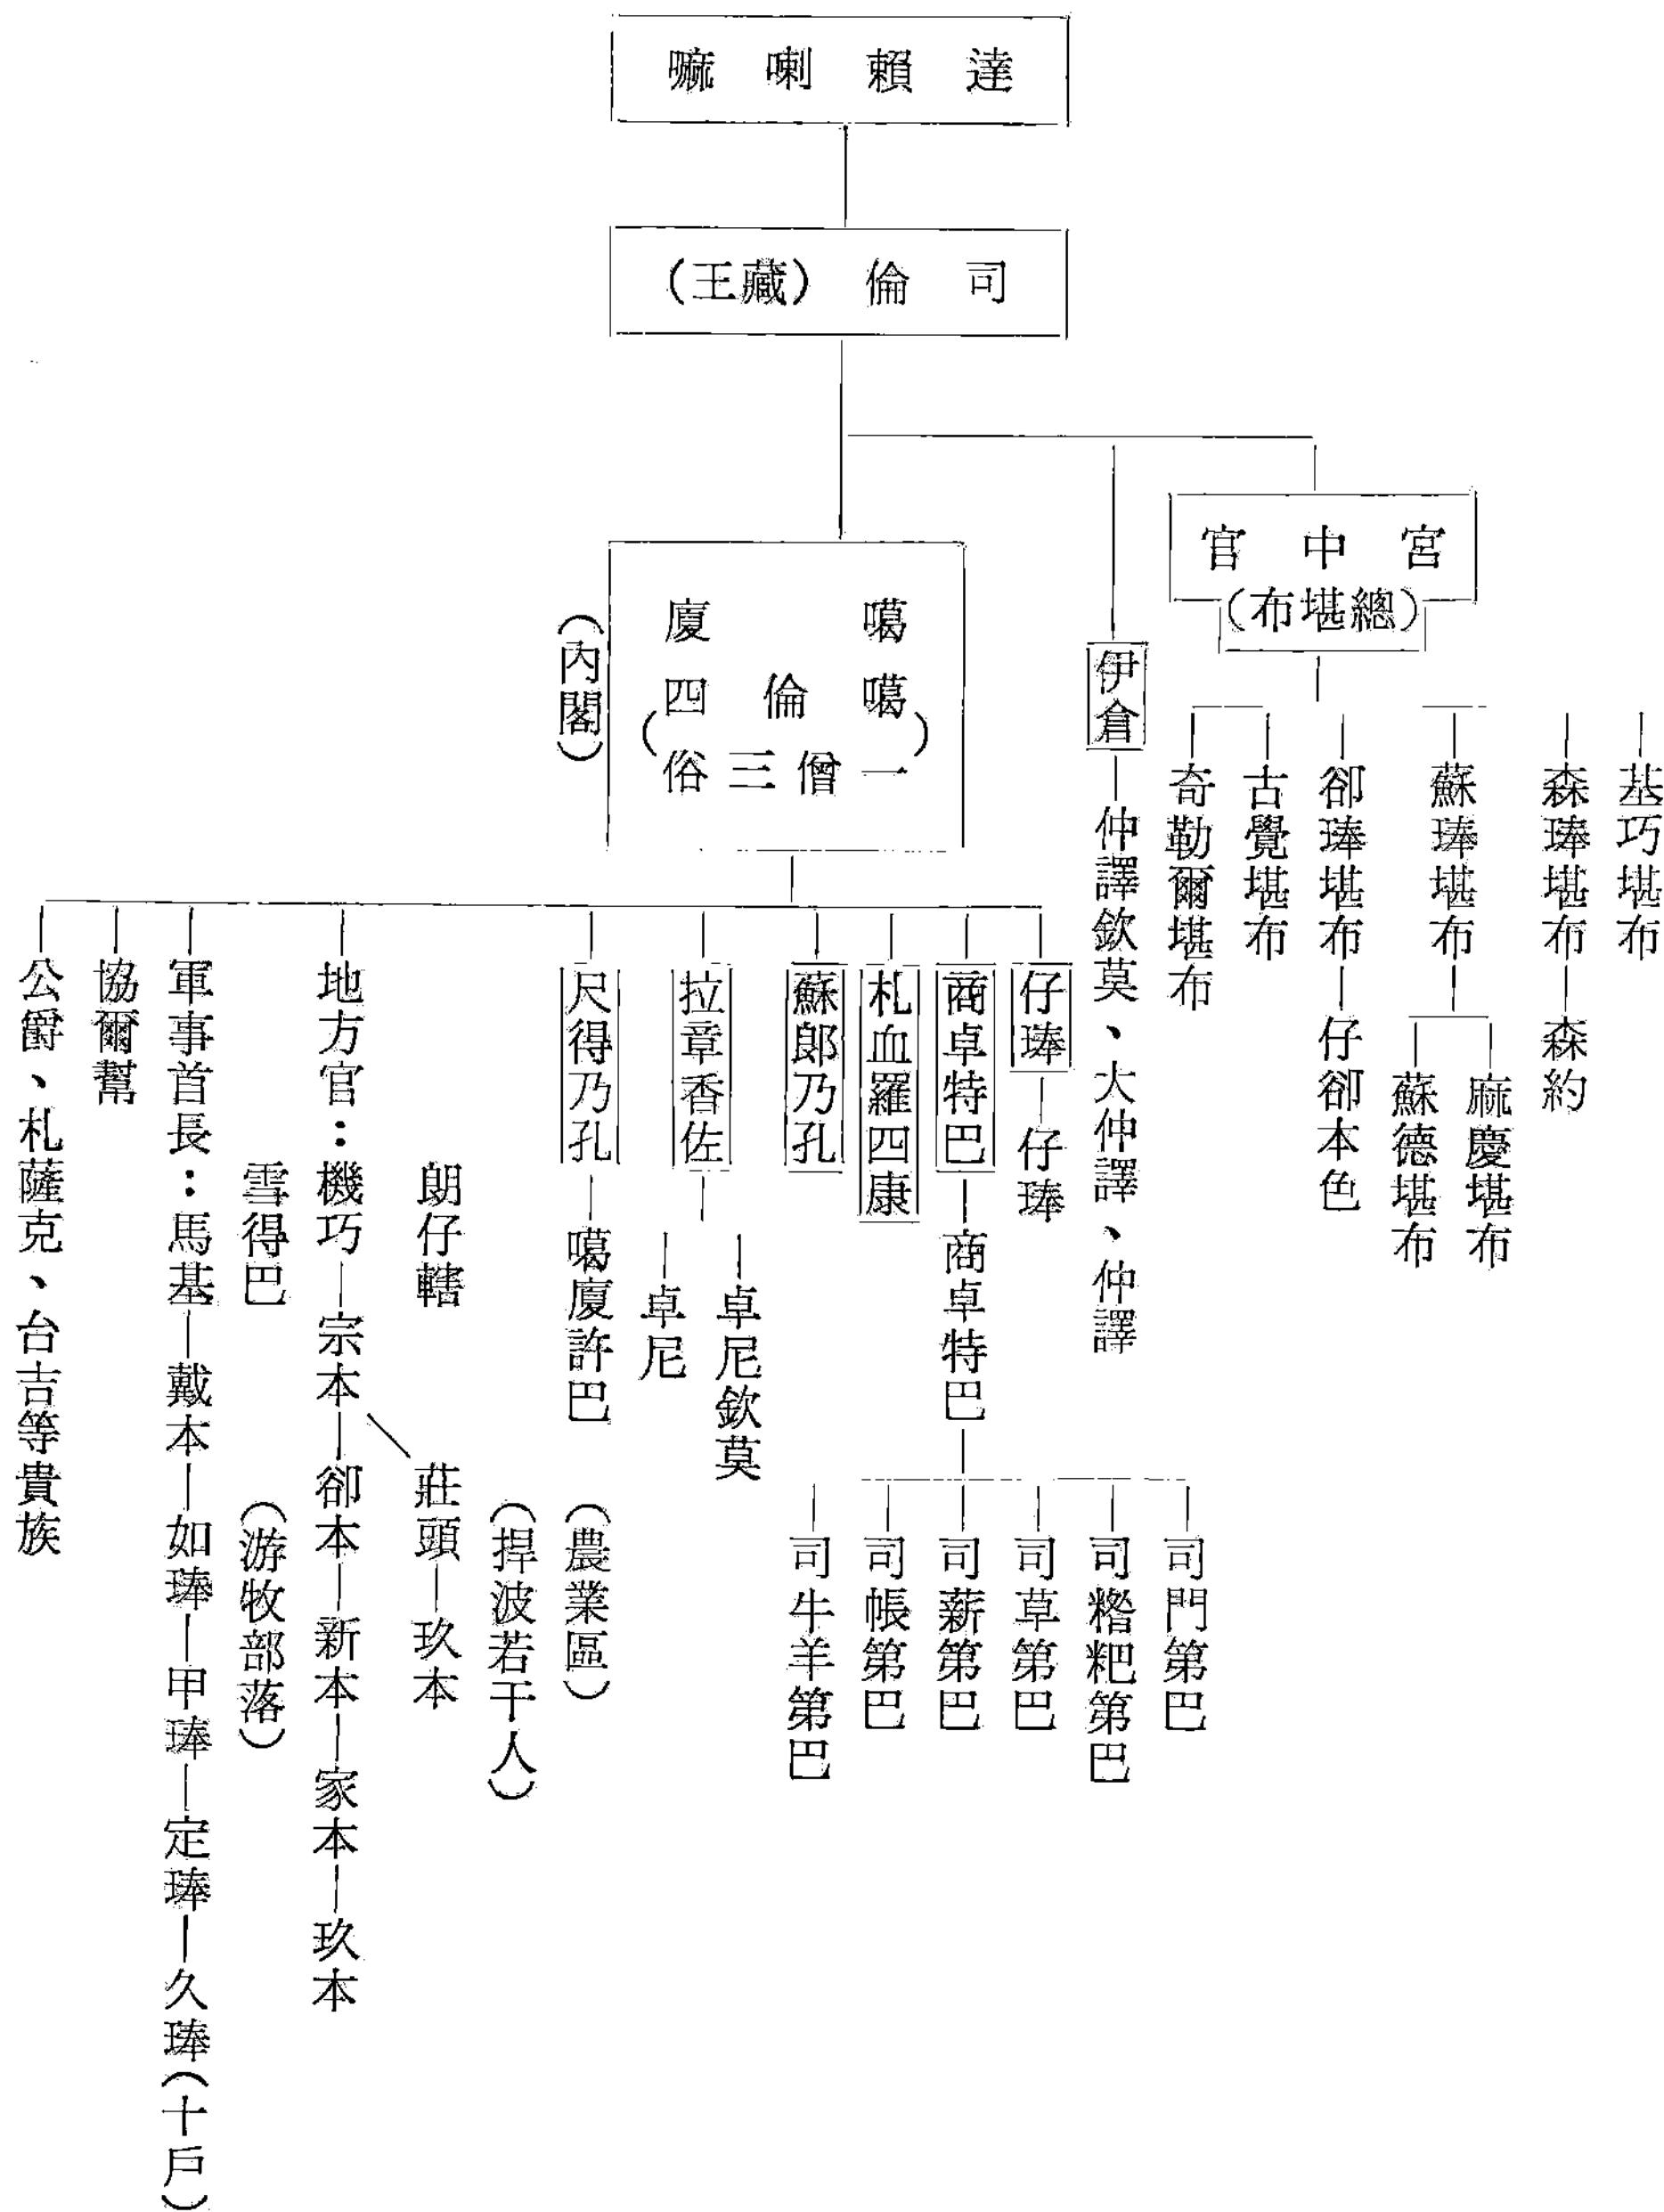 達賴喇嘛
司倫（藏王）
宮中官
（總堪布）
基巧堪布
森琫堪布—森約
蘇琫堪布
麻慶堪布
蘇德堪布
卻琫堪布—仔卻本色
古覺堪布
奇勒爾堪布
伊倉—仲譯欽莫、大仲譯、仲譯
噶廈
噶倫四
（一僧三俗）
（內閣）
仔琫—仔琫
商卓特巴—商卓特巴
司門第巴
司糌粑第巴
司草第巴
司薪第巴
司帳第巴
司牛羊第巴
札血羅四康
蘇郎乃孔
拉章香佐
卓尼欽莫
卓尼
尺得乃孔—噶廈許巴
（農業區）
（捍波若干人）
朗仔轄
莊頭—玖本
地方官：機巧—宗本—卻本—新本—家本—玖本
雪得巴
（游牧部落）
軍事首長：馬基—戴本—如琫—甲琫—定琫—久琫（十戶）
協爾幫
公爵、札薩克、台吉等貴族